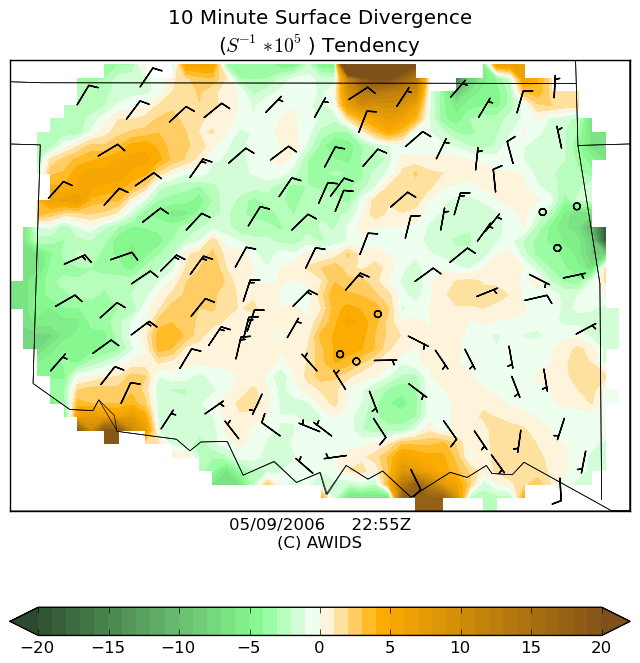 10 Minute Surface Divergence
(S⁻¹ *10⁵ ) Tendency
05/09/2006 22:55Z
(C) AWIDS
−20 −15 −10 −5 0 5 10 15 20